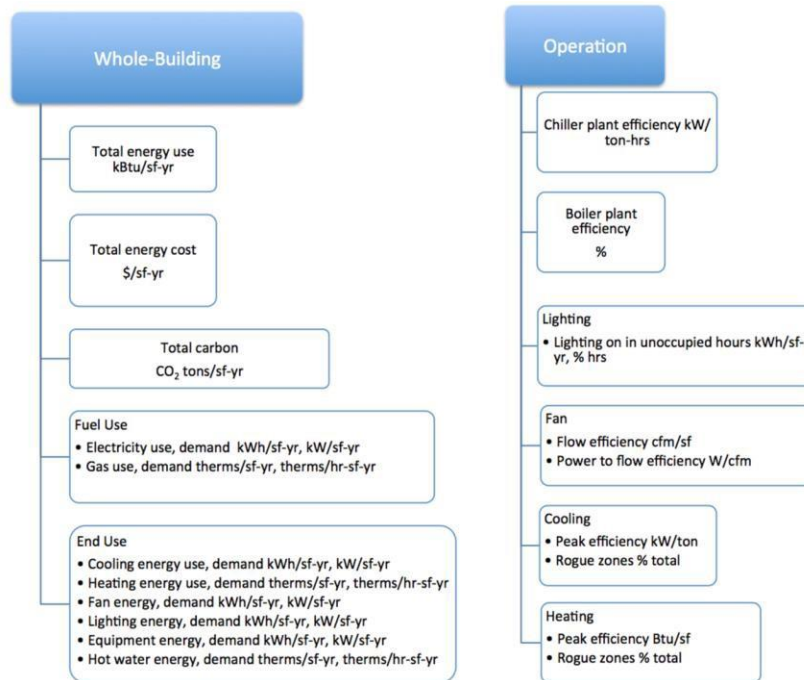 Whole-Building
Total energy use
kBtu/sf-yr
Total energy cost
$/sf-yr
Total carbon
CO₂ tons/sf-yr
Fuel Use
• Electricity use, demand kWh/sf-yr, kW/sf-yr
• Gas use, demand therms/sf-yr, therms/hr-sf-yr
End Use
• Cooling energy use, demand kWh/sf-yr, kW/sf-yr
• Heating energy use, demand therms/sf-yr, therms/hr-sf-yr
• Fan energy, demand kWh/sf-yr, kW/sf-yr
• Lighting energy, demand kWh/sf-yr, kW/sf-yr
• Equipment energy, demand kWh/sf-yr, kW/sf-yr
• Hot water energy, demand therms/sf-yr, therms/hr-sf-yr
Operation
Chiller plant efficiency kW/
ton-hrs
Boiler plant
efficiency
%
Lighting
• Lighting on in unoccupied hours kWh/sf-
yr, % hrs
Fan
• Flow efficiency cfm/sf
• Power to flow efficiency W/cfm
Cooling
• Peak efficiency kW/ton
• Rogue zones % total
Heating
• Peak efficiency Btu/sf
• Rogue zones % total